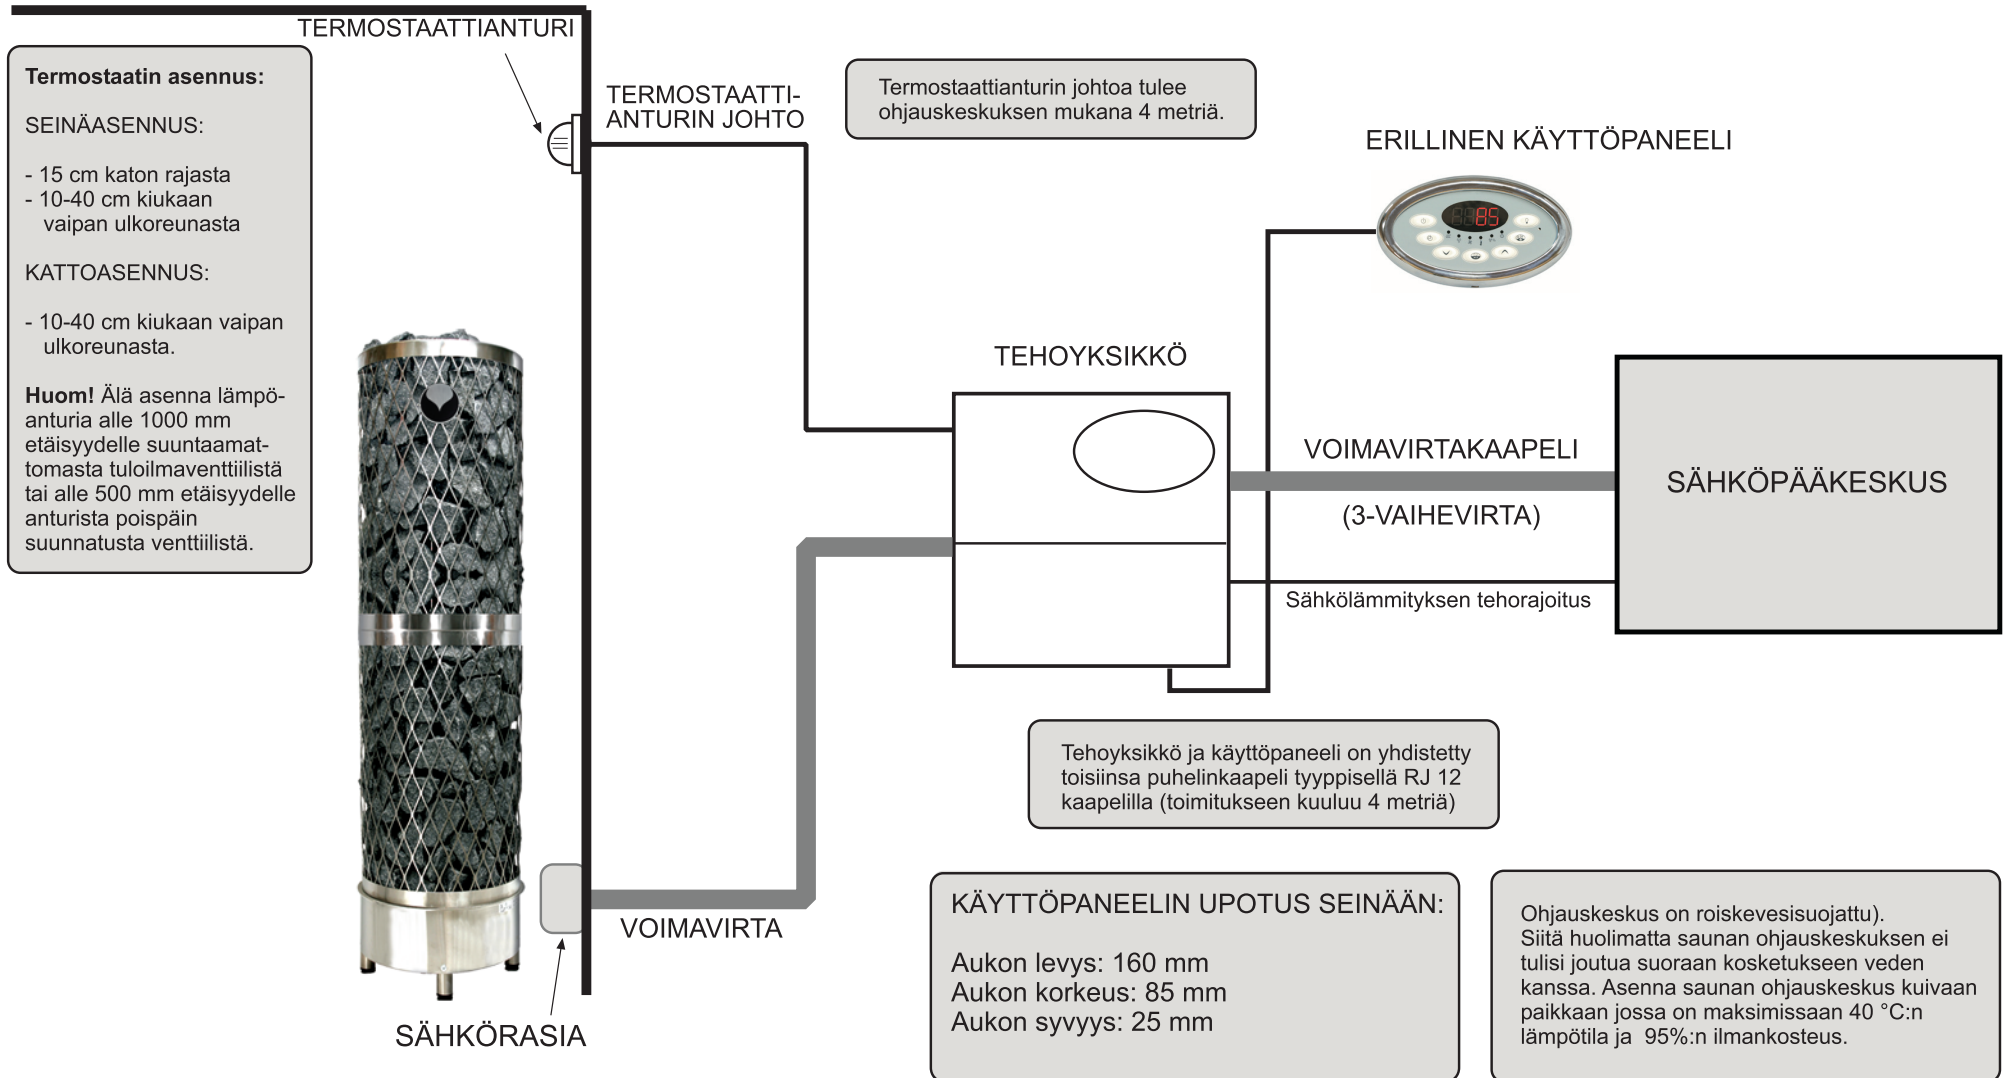 TERMOSTAATTIANTURI
Termostaatin asennus:
SEINÄASENNUS:
- 15 cm katon rajasta
- 10-40 cm kiukaan
vaipan ulkoreunasta
KATTOASENNUS:
- 10-40 cm kiukaan vaipan
ulkoreunasta.
Huom! Älä asenna lämpö-
anturia alle 1000 mm
etäisyydelle suuntaamat-
tomasta tuloilmaventtiilistä
tai alle 500 mm etäisyydelle
anturista poispäin
suunnatusta venttiilistä.
TERMOSTAATTI-
ANTURIN JOHTO
Termostaattianturin johtoa tulee
ohjauskeskuksen mukana 4 metriä.
ERILLINEN KÄYTTÖPANEELI
85
TEHOYKSIKKÖ
VOIMAVIRTAKAAPELI
(3-VAIHEVIRTA)
SÄHKÖPÄÄKESKUS
Sähkölämmityksen tehorajoitus
Tehoyksikkö ja käyttöpaneeli on yhdistetty
toisiinsa puhelinkaapeli tyyppisellä RJ 12
kaapelilla (toimitukseen kuuluu 4 metriä)
VOIMAVIRTA
SÄHKÖRASIA
KÄYTTÖPANEELIN UPOTUS SEINÄÄN:
Aukon levys: 160 mm
Aukon korkeus: 85 mm
Aukon syvyys: 25 mm
Ohjauskeskus on roiskevesisuojattu).
Siitä huolimatta saunan ohjauskeskuksen ei
tulisi joutua suoraan kosketukseen veden
kanssa. Asenna saunan ohjauskeskus kuivaan
paikkaan jossa on maksimissaan 40 °C:n
lämpötila ja  95%:n ilmankosteus.